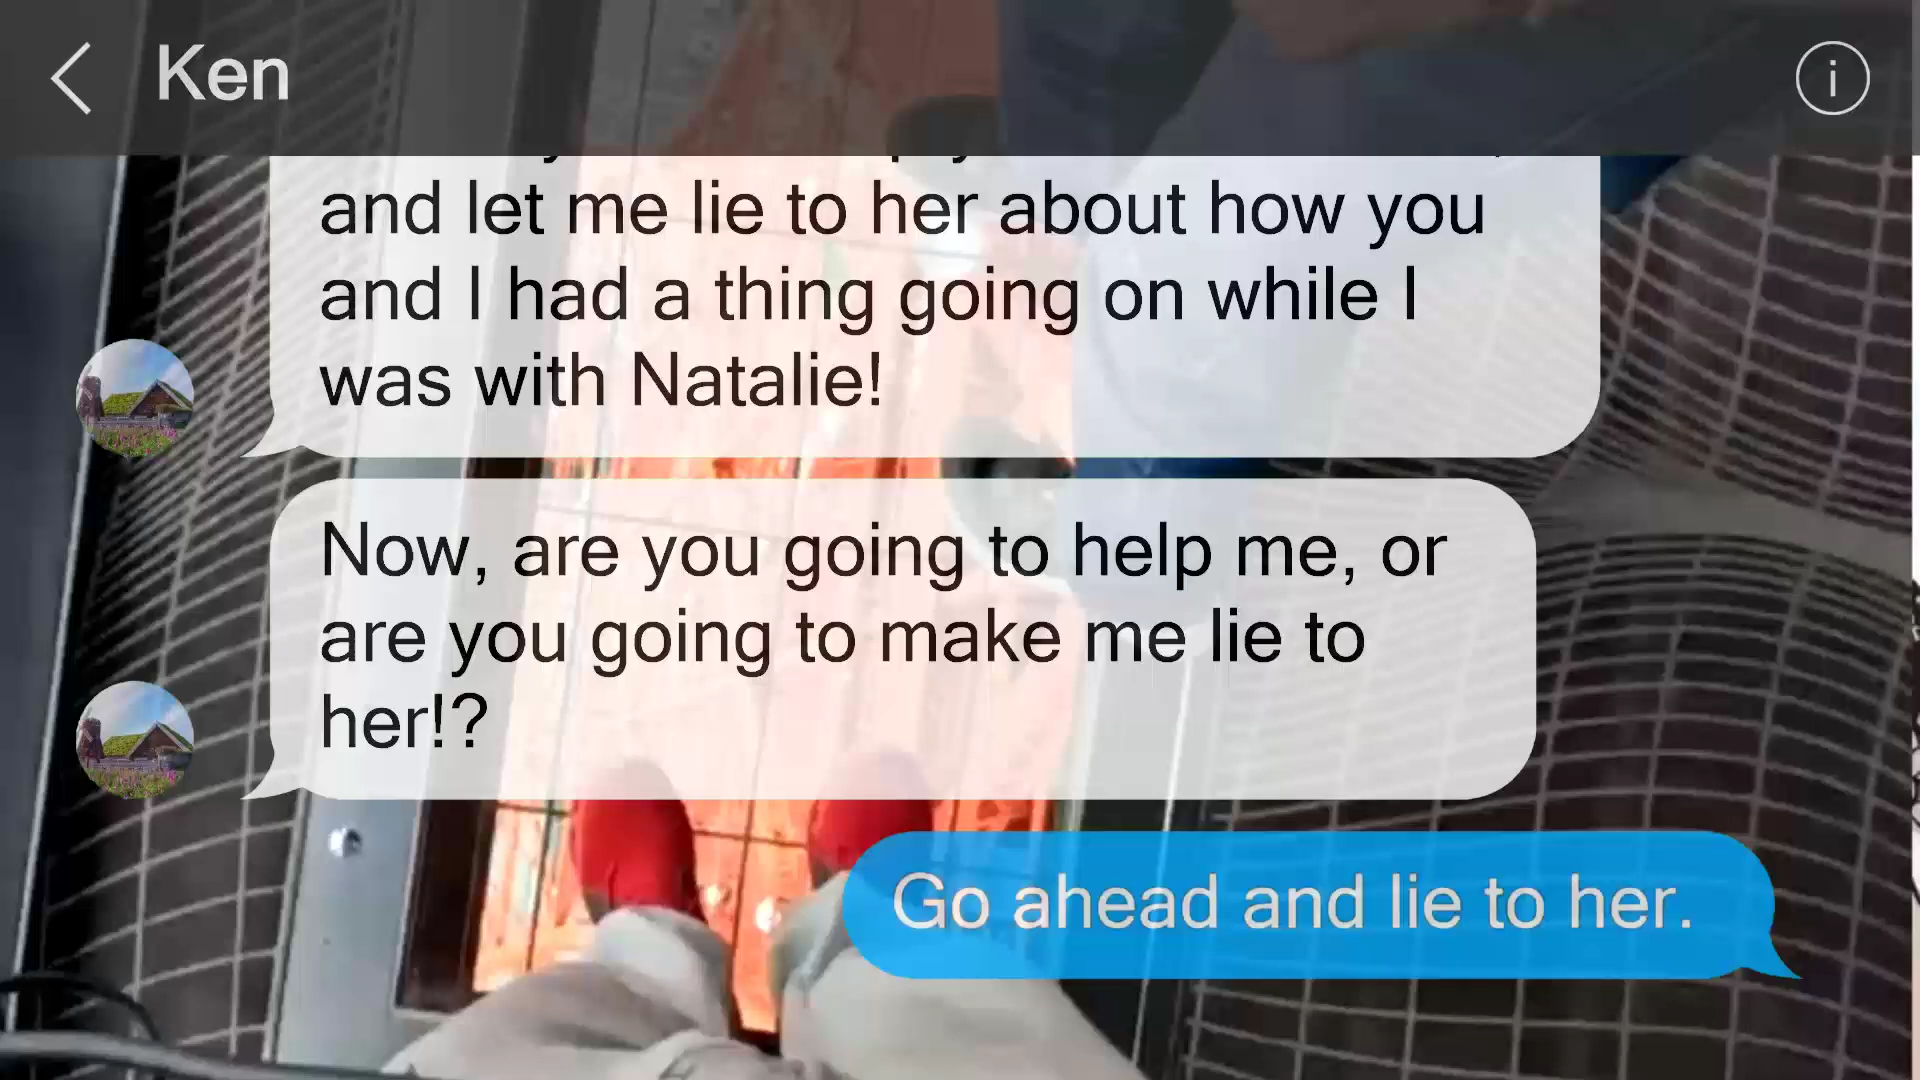 Ken
and let me lie to her about how you
and I had a thing going on while I
was with Natalie!
Now, are you going to help me, or
are you going to make me lie to
her!?
Go ahead and lie to her.